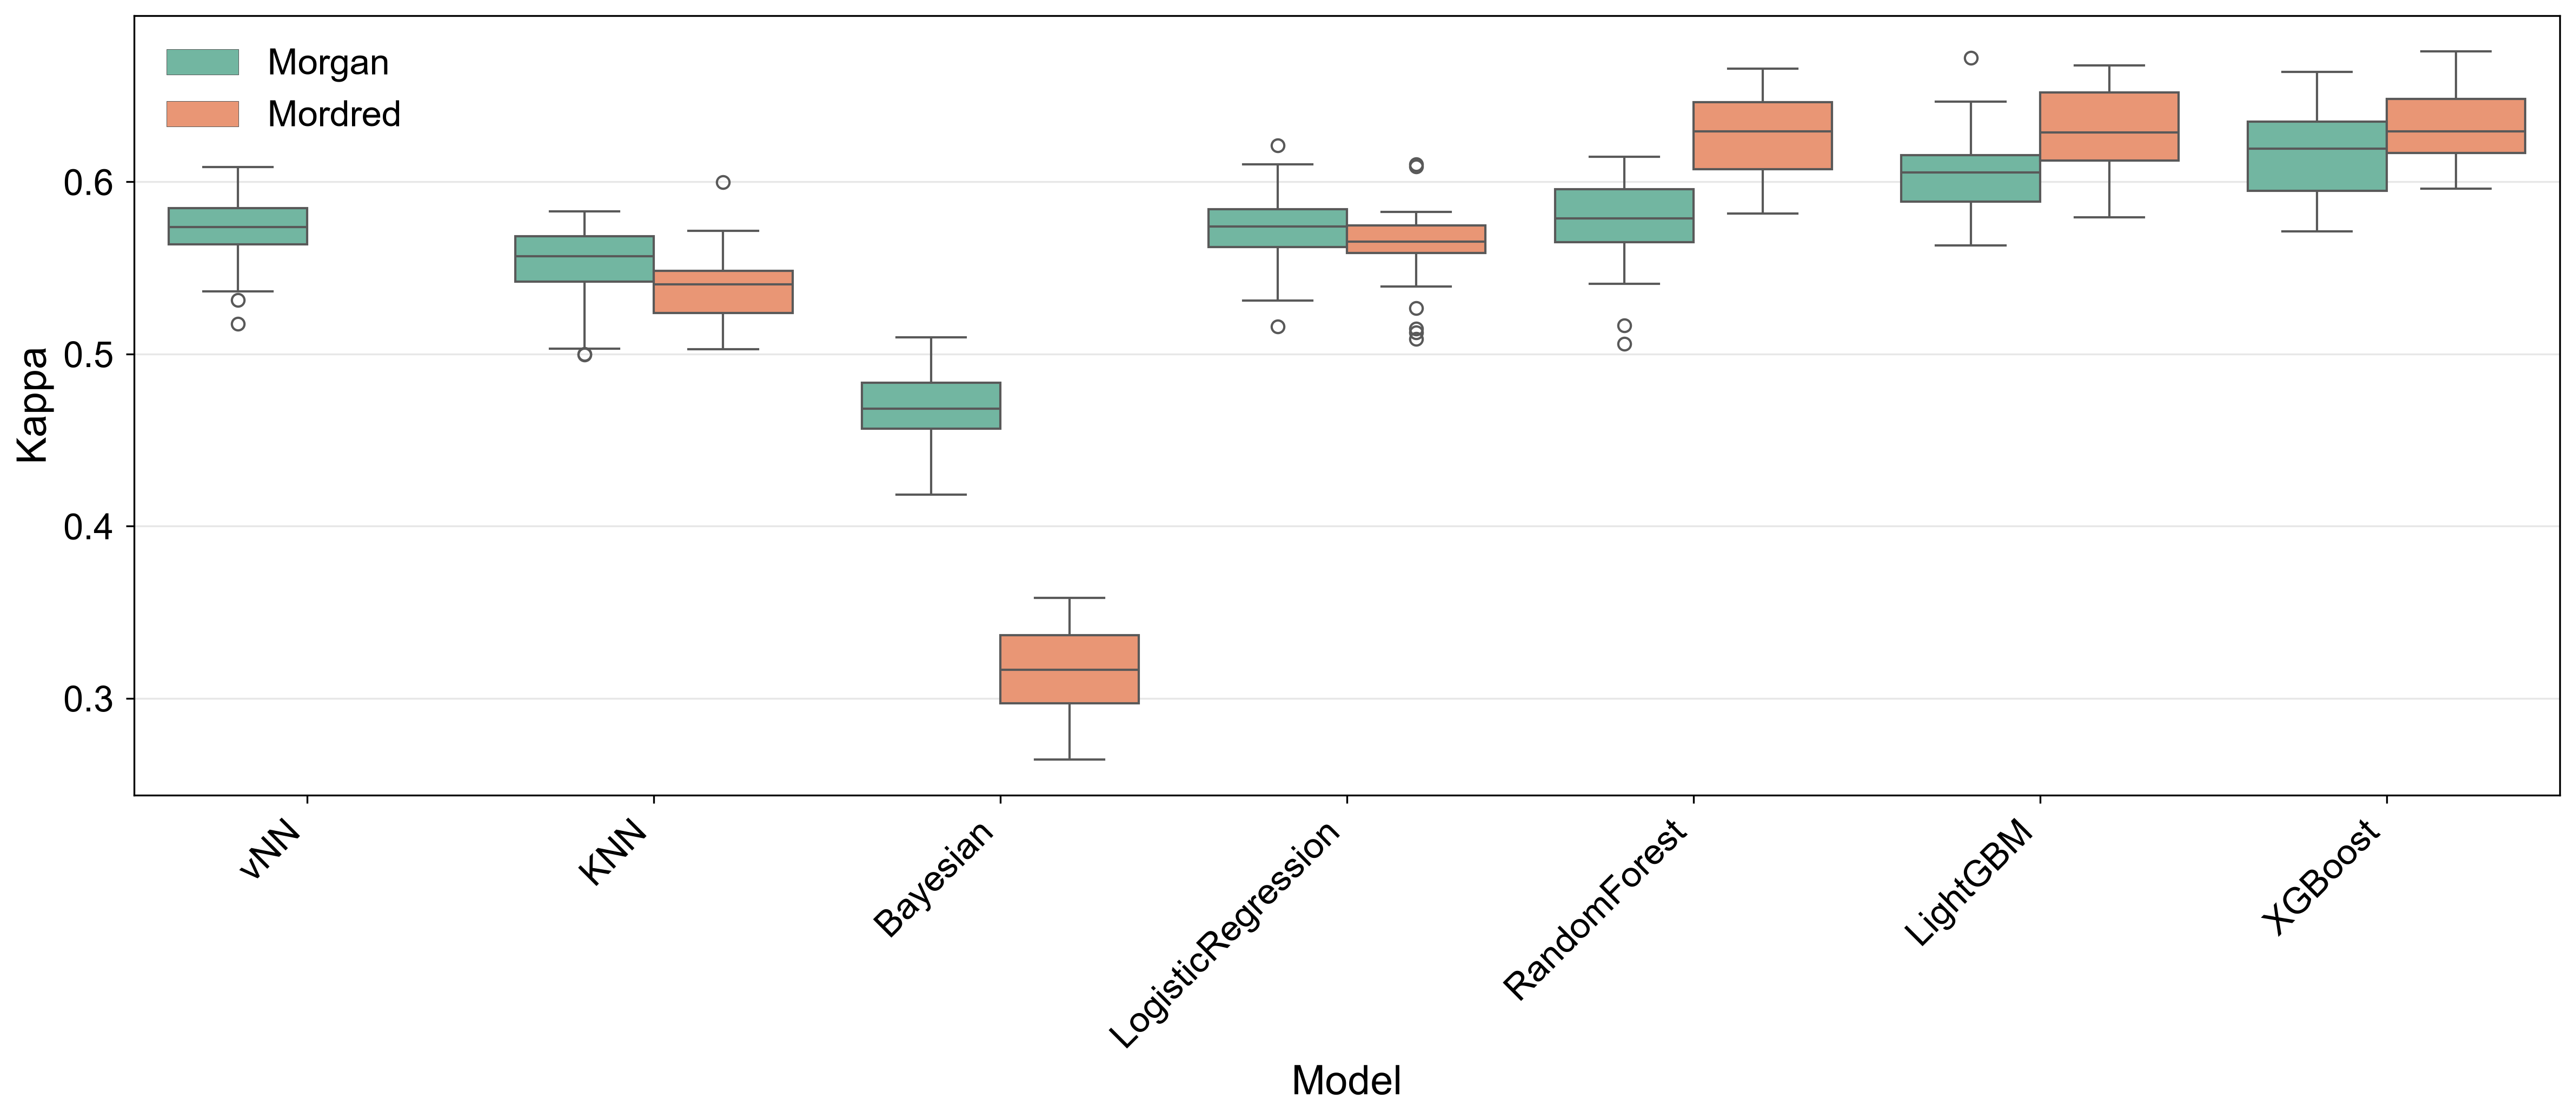 Morgan
Mordred
Kappa
0.6
0.5
0.4
0.3
vNN
KNN
Bayesian
LogisticRegression
RandomForest
LightGBM
XGBoost
Model